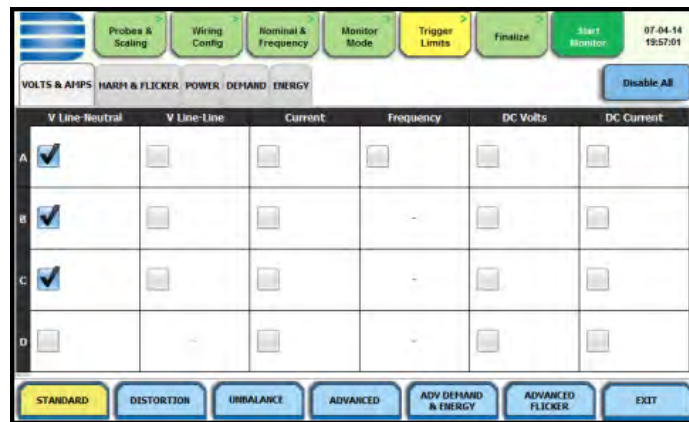 Probes & Scaling
Wiring Config
Nominal & Frequency
Monitor Mode
Trigger Limits
Finalize
Start Monitor
07-04-14
19:57:01
VOLTS & AMPS HARM & FLICKER POWER DEMAND ENERGY
Disable All
V Line-Neutral V Line-Line Current Frequency DC Volts DC Current
A
B -
C -
D - -
STANDARD
DISTORTION
UNBALANCE
ADVANCED
ADV DEMAND & ENERGY
ADVANCED FLICKER
EXIT